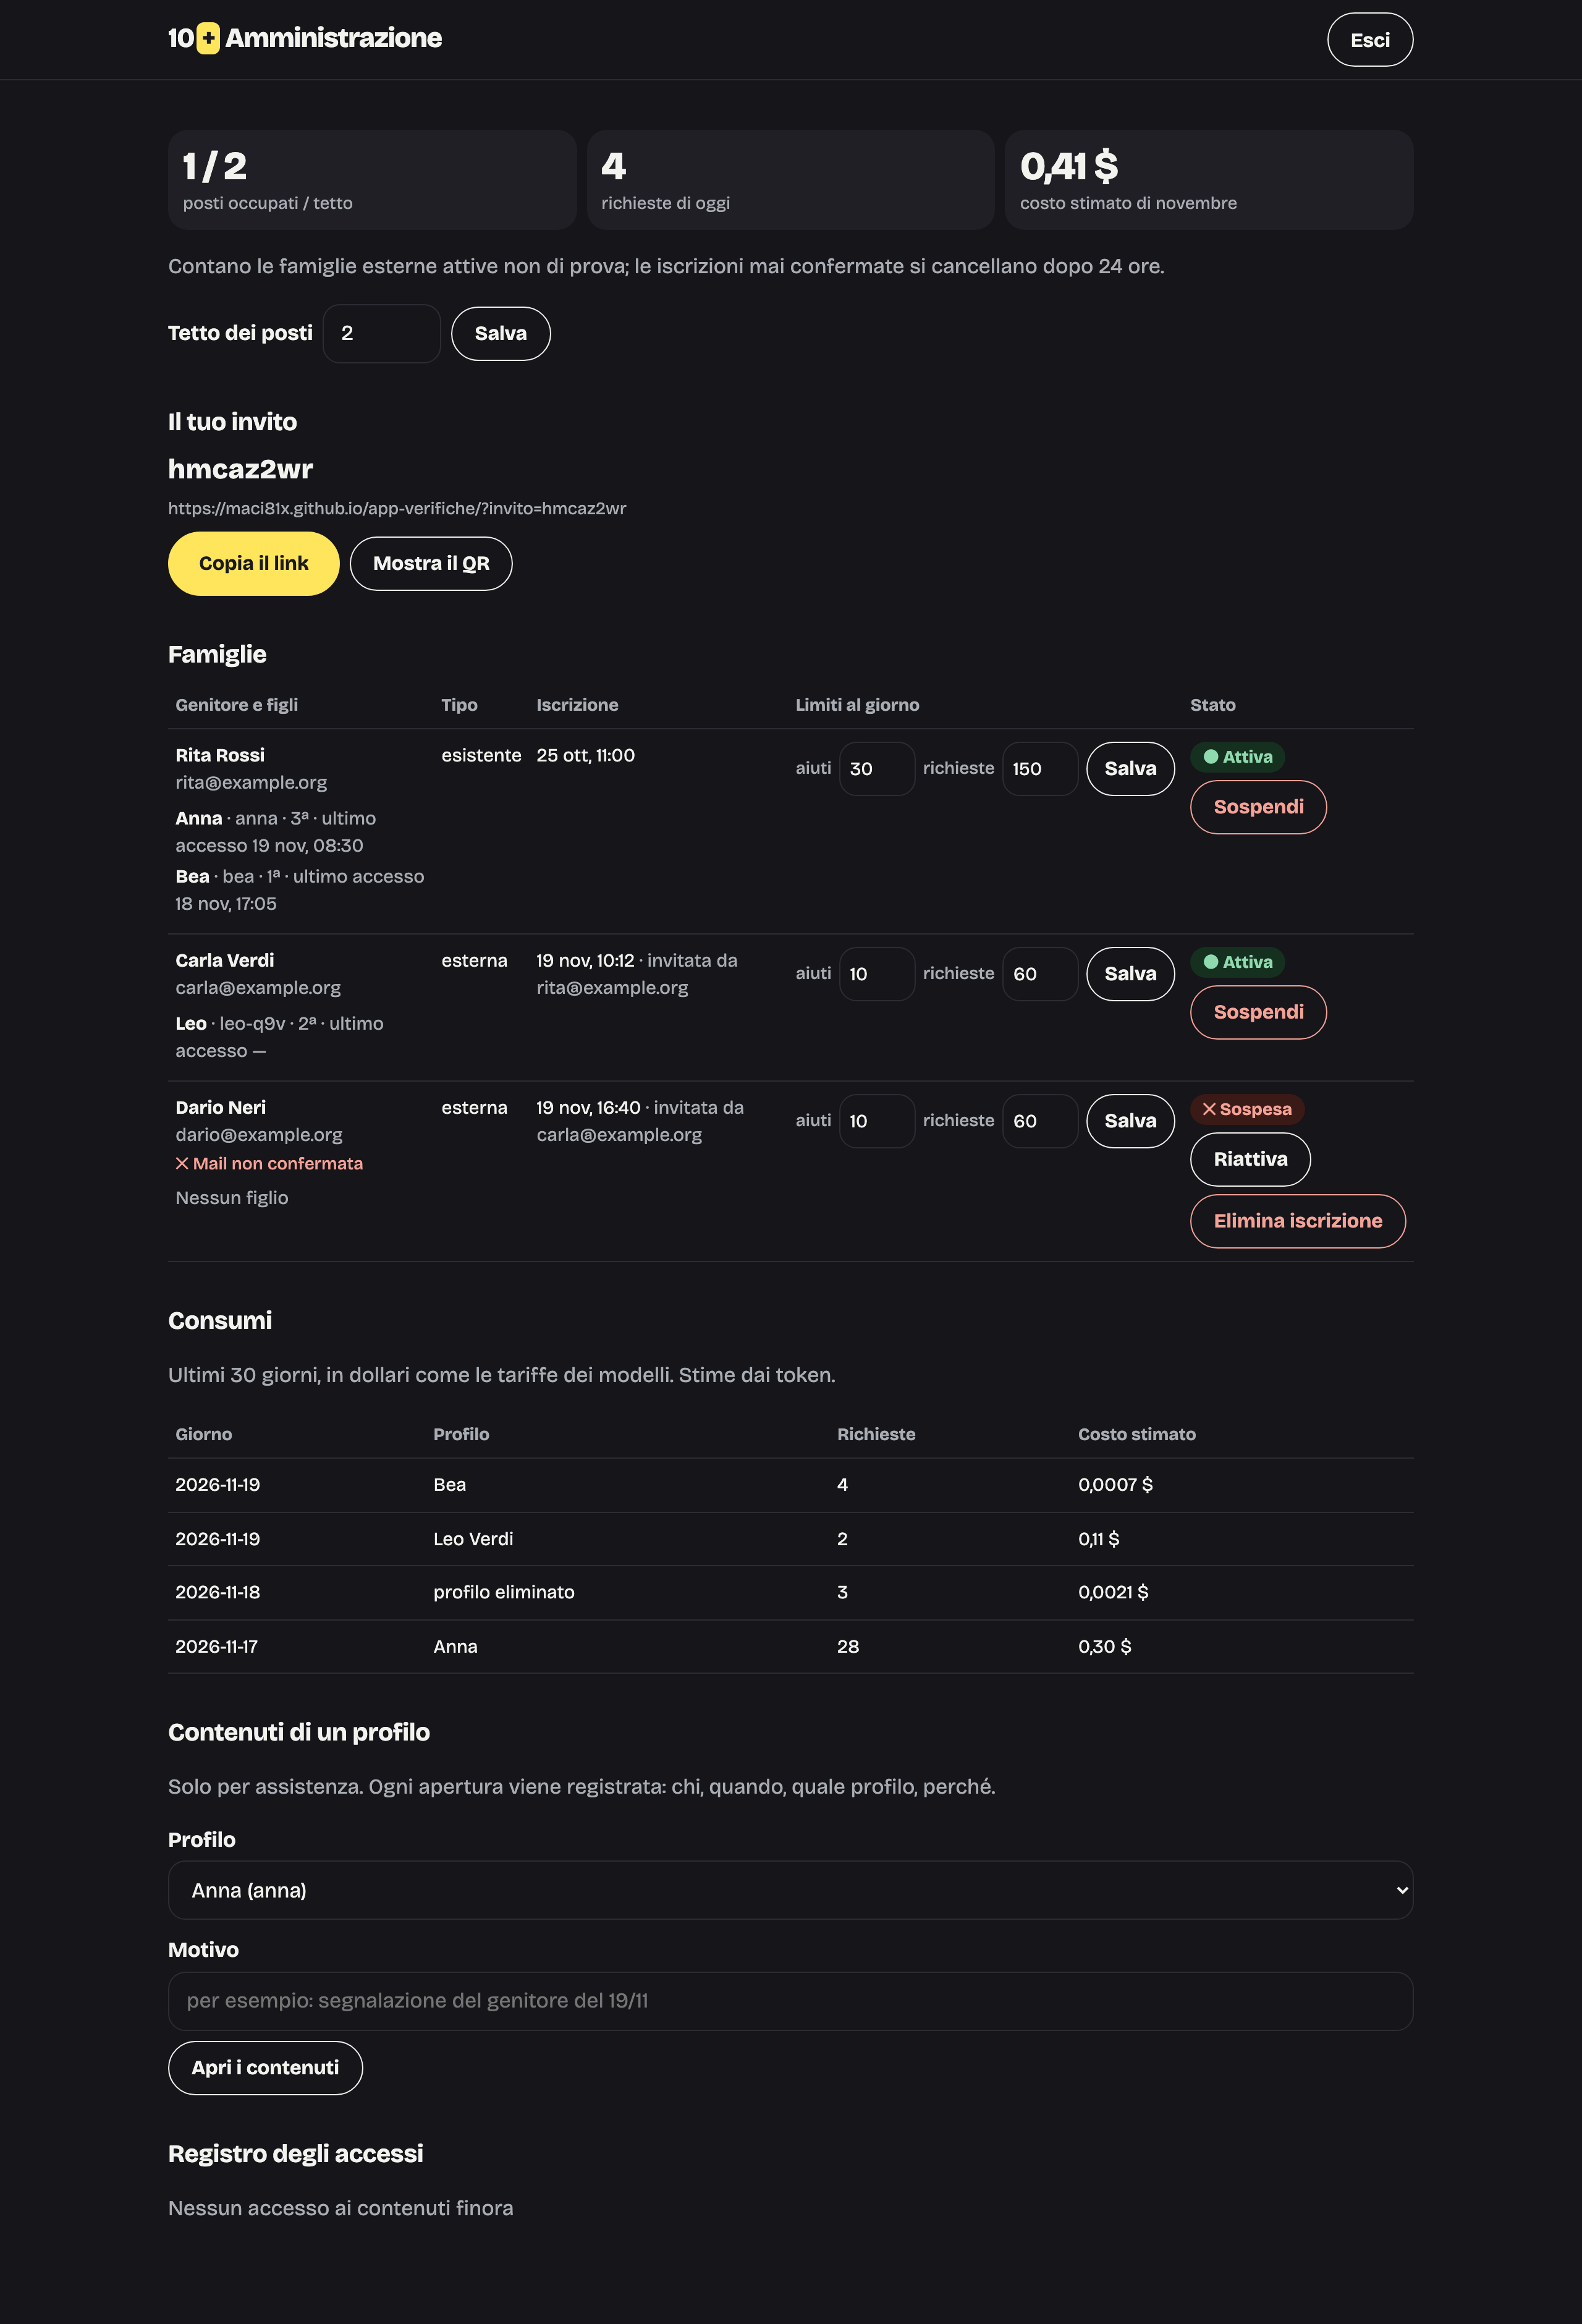 10 + Amministrazione
Esci
1 / 2
posti occupati / tetto
4
richieste di oggi
0,41 $
costo stimato di novembre
Contano le famiglie esterne attive non di prova; le iscrizioni mai confermate si cancellano dopo 24 ore.
Tetto dei posti 2 Salva
Il tuo invito
hmcaz2wr
https://maci81x.github.io/app-verifiche/?invito=hmcaz2wr
Copia il link Mostra il QR
Famiglie
Genitore e figli Tipo Iscrizione Limiti al giorno Stato
Rita Rossi
rita@example.org
Anna · anna · 3ª · ultimo
accesso 19 nov, 08:30
Bea · bea · 1ª · ultimo accesso
18 nov, 17:05
esistente
25 ott, 11:00
aiuti 30 richieste 150 Salva
Attiva
Sospendi
Carla Verdi
carla@example.org
Leo · leo-q9v · 2ª · ultimo
accesso —
esterna
19 nov, 10:12 · invitata da
rita@example.org
aiuti 10 richieste 60 Salva
Attiva
Sospendi
Dario Neri
dario@example.org
Mail non confermata
Nessun figlio
esterna
19 nov, 16:40 · invitata da
carla@example.org
aiuti 10 richieste 60 Salva
Sospesa
Riattiva
Elimina iscrizione
Consumi
Ultimi 30 giorni, in dollari come le tariffe dei modelli. Stime dai token.
Giorno Profilo Richieste Costo stimato
2026-11-19 Bea 4 0,0007 $
2026-11-19 Leo Verdi 2 0,11 $
2026-11-18 profilo eliminato 3 0,0021 $
2026-11-17 Anna 28 0,30 $
Contenuti di un profilo
Solo per assistenza. Ogni apertura viene registrata: chi, quando, quale profilo, perché.
Profilo
Anna (anna)
Motivo
per esempio: segnalazione del genitore del 19/11
Apri i contenuti
Registro degli accessi
Nessun accesso ai contenuti finora